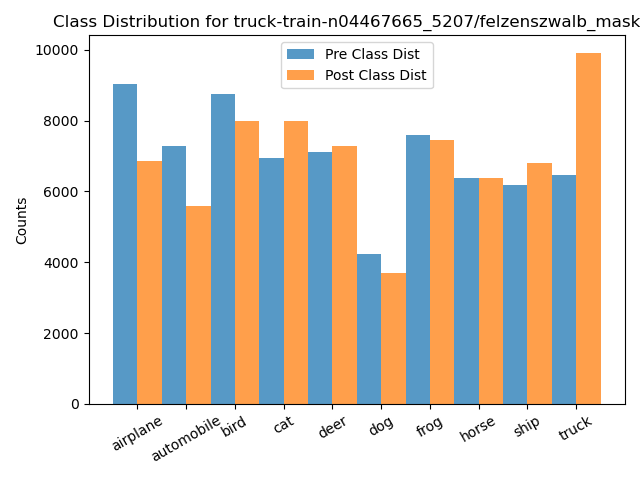 Class Distribution for truck-train-n04467665_5207/felzenszwalb_mask
Pre Class Dist
Post Class Dist
Counts
10000
8000
6000
4000
2000
0
airplane
automobile
bird
cat
deer
dog
frog
horse
ship
truck